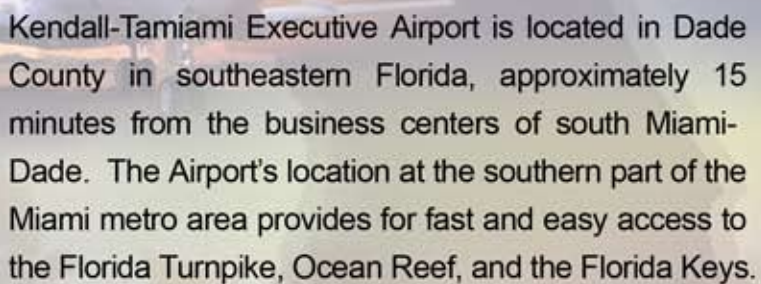 Kendall-Tamiami Executive Airport is located in Dade
County in southeastern Florida, approximately 15
minutes from the business centers of south Miami-
Dade.  The Airport's location at the southern part of the
Miami metro area provides for fast and easy access to
the Florida Turnpike, Ocean Reef, and the Florida Keys.